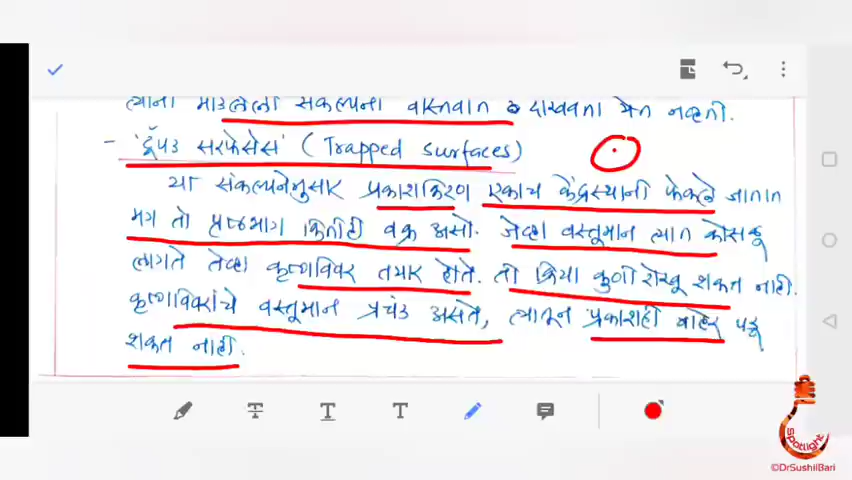 त्यांनी मांडलेली संकल्पना वास्तवात दाखवता येत नव्हती.
- 'ट्रॅपड सरफेसेस' (Trapped surfaces)
या संकल्पनेनुसार प्रकाशकिरण एकाच केंद्रस्थानी फेकले जातात
मग तो पृष्ठभाग कितीही वक्र असो. जेव्हा वस्तूमान त्यात कोसळू
लागते तेव्हा कृष्णविवर तयार होते. ती क्रिया कुणी रोखू शकत नाही.
कृष्णविवरांचे वस्तूमान प्रचंड असते, त्यातून प्रकाशही बाहेर पडू
शकत नाही.
T T T
Spotlight
©DrSushilBari